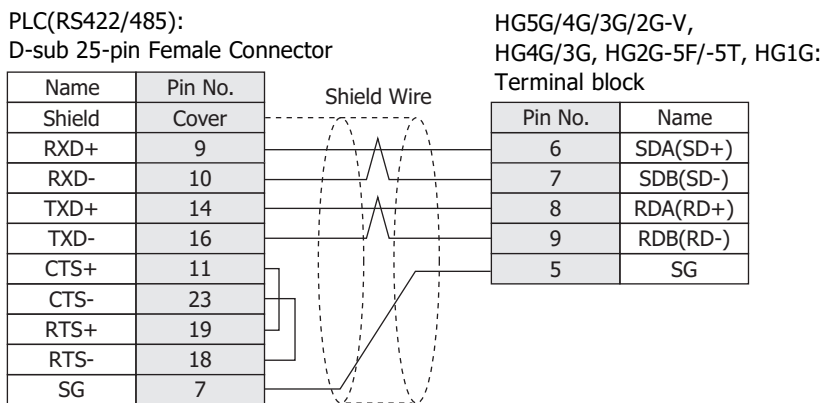 PLC(RS422/485):
D-sub 25-pin Female Connector
Name Pin No.
Shield Cover
RXD+ 9
RXD- 10
TXD+ 14
TXD- 16
CTS+ 11
CTS- 23
RTS+ 19
RTS- 18
SG 7
Shield Wire
HG5G/4G/3G/2G-V,
HG4G/3G, HG2G-5F/-5T, HG1G:
Terminal block
Pin No. Name
6 SDA(SD+)
7 SDB(SD-)
8 RDA(RD+)
9 RDB(RD-)
5 SG